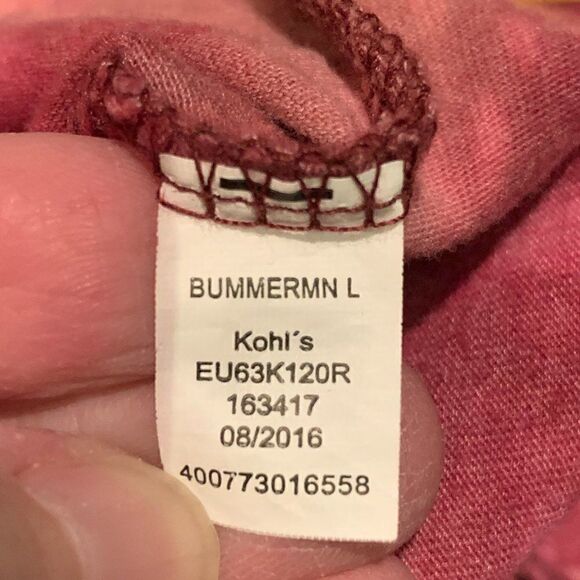 BUMMERMN L
Kohl´s
EU63K120R
163417
08/2016
400773016558